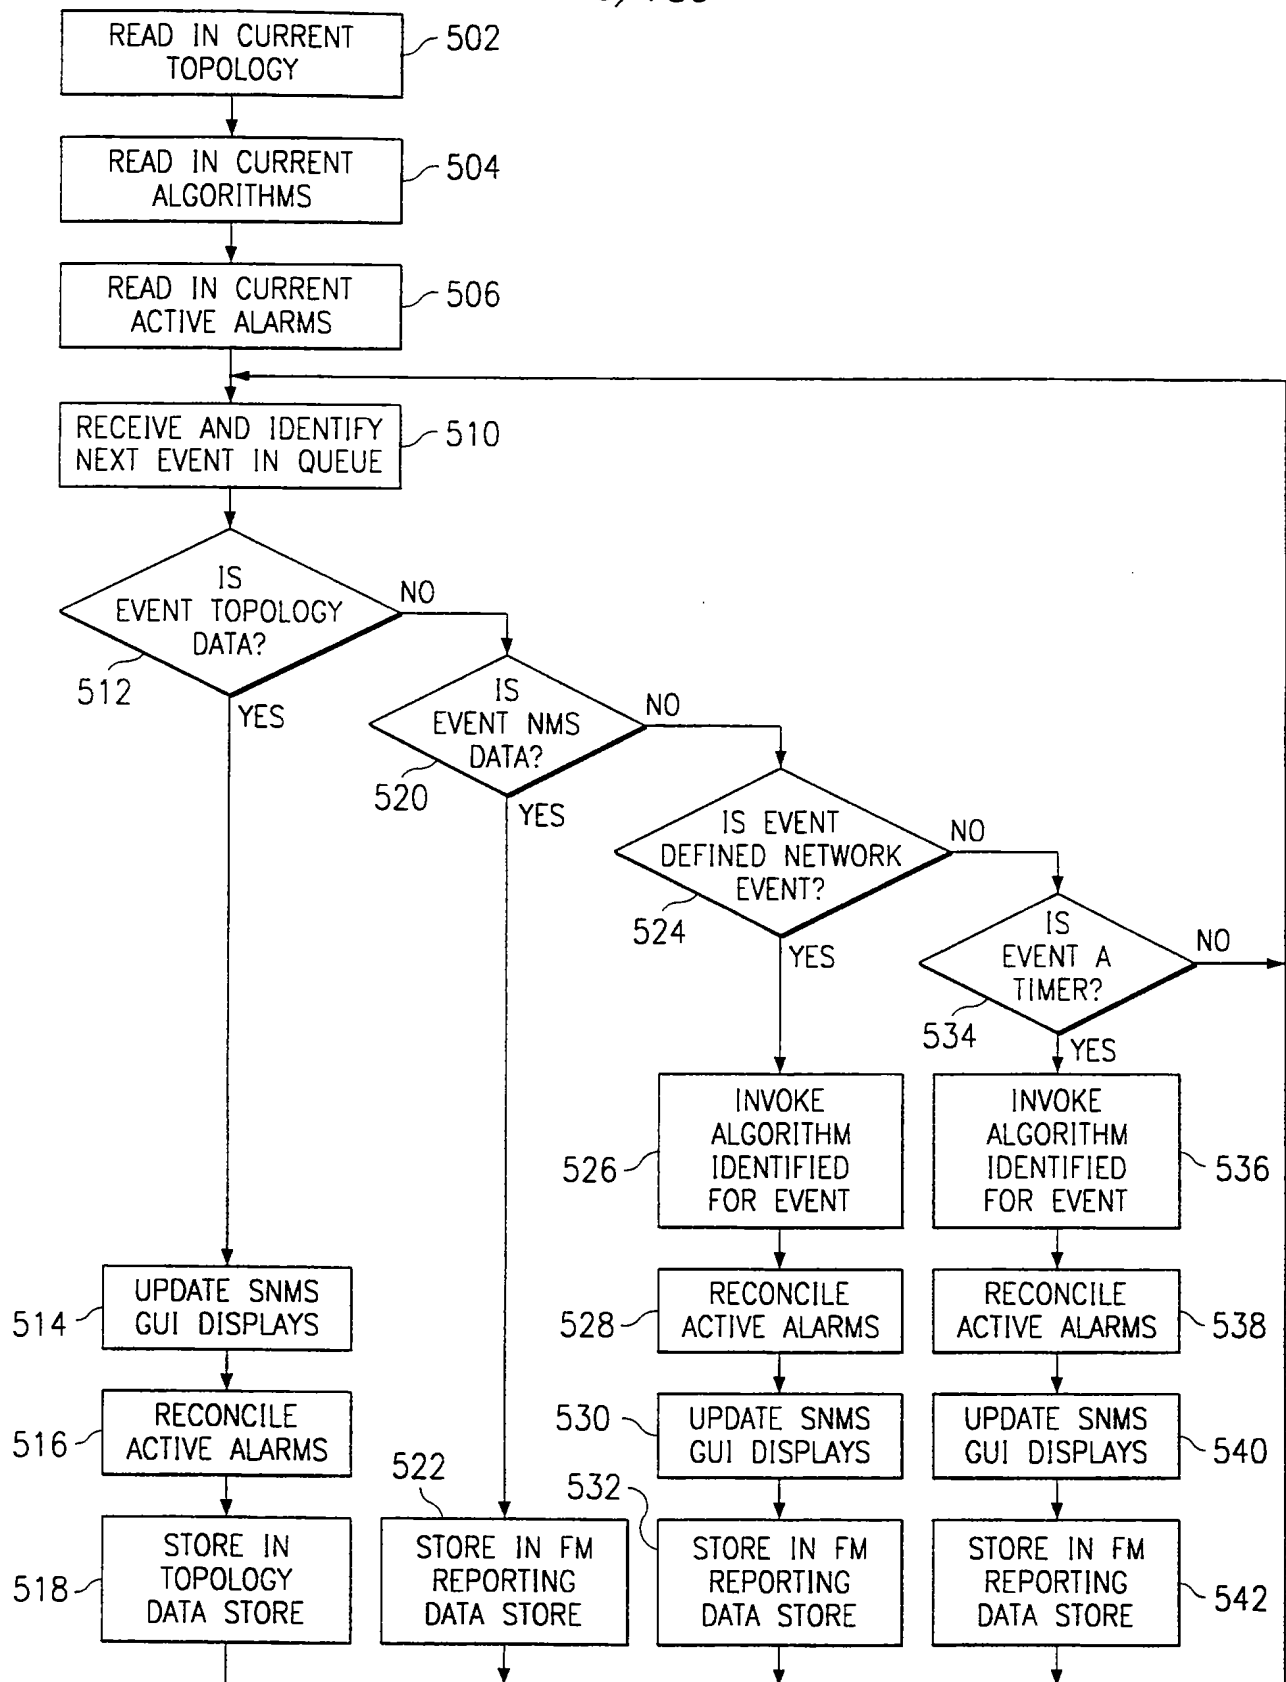 READ IN CURRENT
TOPOLOGY
502
READ IN CURRENT
ALGORITHMS
504
READ IN CURRENT
ACTIVE ALARMS
506
RECEIVE AND IDENTIFY
NEXT EVENT IN QUEUE
510
IS
EVENT TOPOLOGY
DATA?
NO
512
YES
IS
EVENT NMS
DATA?
NO
520
YES
IS EVENT
DEFINED NETWORK
EVENT?
NO
524
YES
IS
EVENT A
TIMER?
NO
534
YES
INVOKE
ALGORITHM
IDENTIFIED
FOR EVENT
526
INVOKE
ALGORITHM
IDENTIFIED
FOR EVENT
536
UPDATE SNMS
GUI DISPLAYS
514
RECONCILE
ACTIVE ALARMS
528
RECONCILE
ACTIVE ALARMS
538
RECONCILE
ACTIVE ALARMS
516
UPDATE SNMS
GUI DISPLAYS
530
UPDATE SNMS
GUI DISPLAYS
540
STORE IN
TOPOLOGY
DATA STORE
518
522
STORE IN FM
REPORTING
DATA STORE
532
STORE IN FM
REPORTING
DATA STORE
STORE IN FM
REPORTING
DATA STORE
542